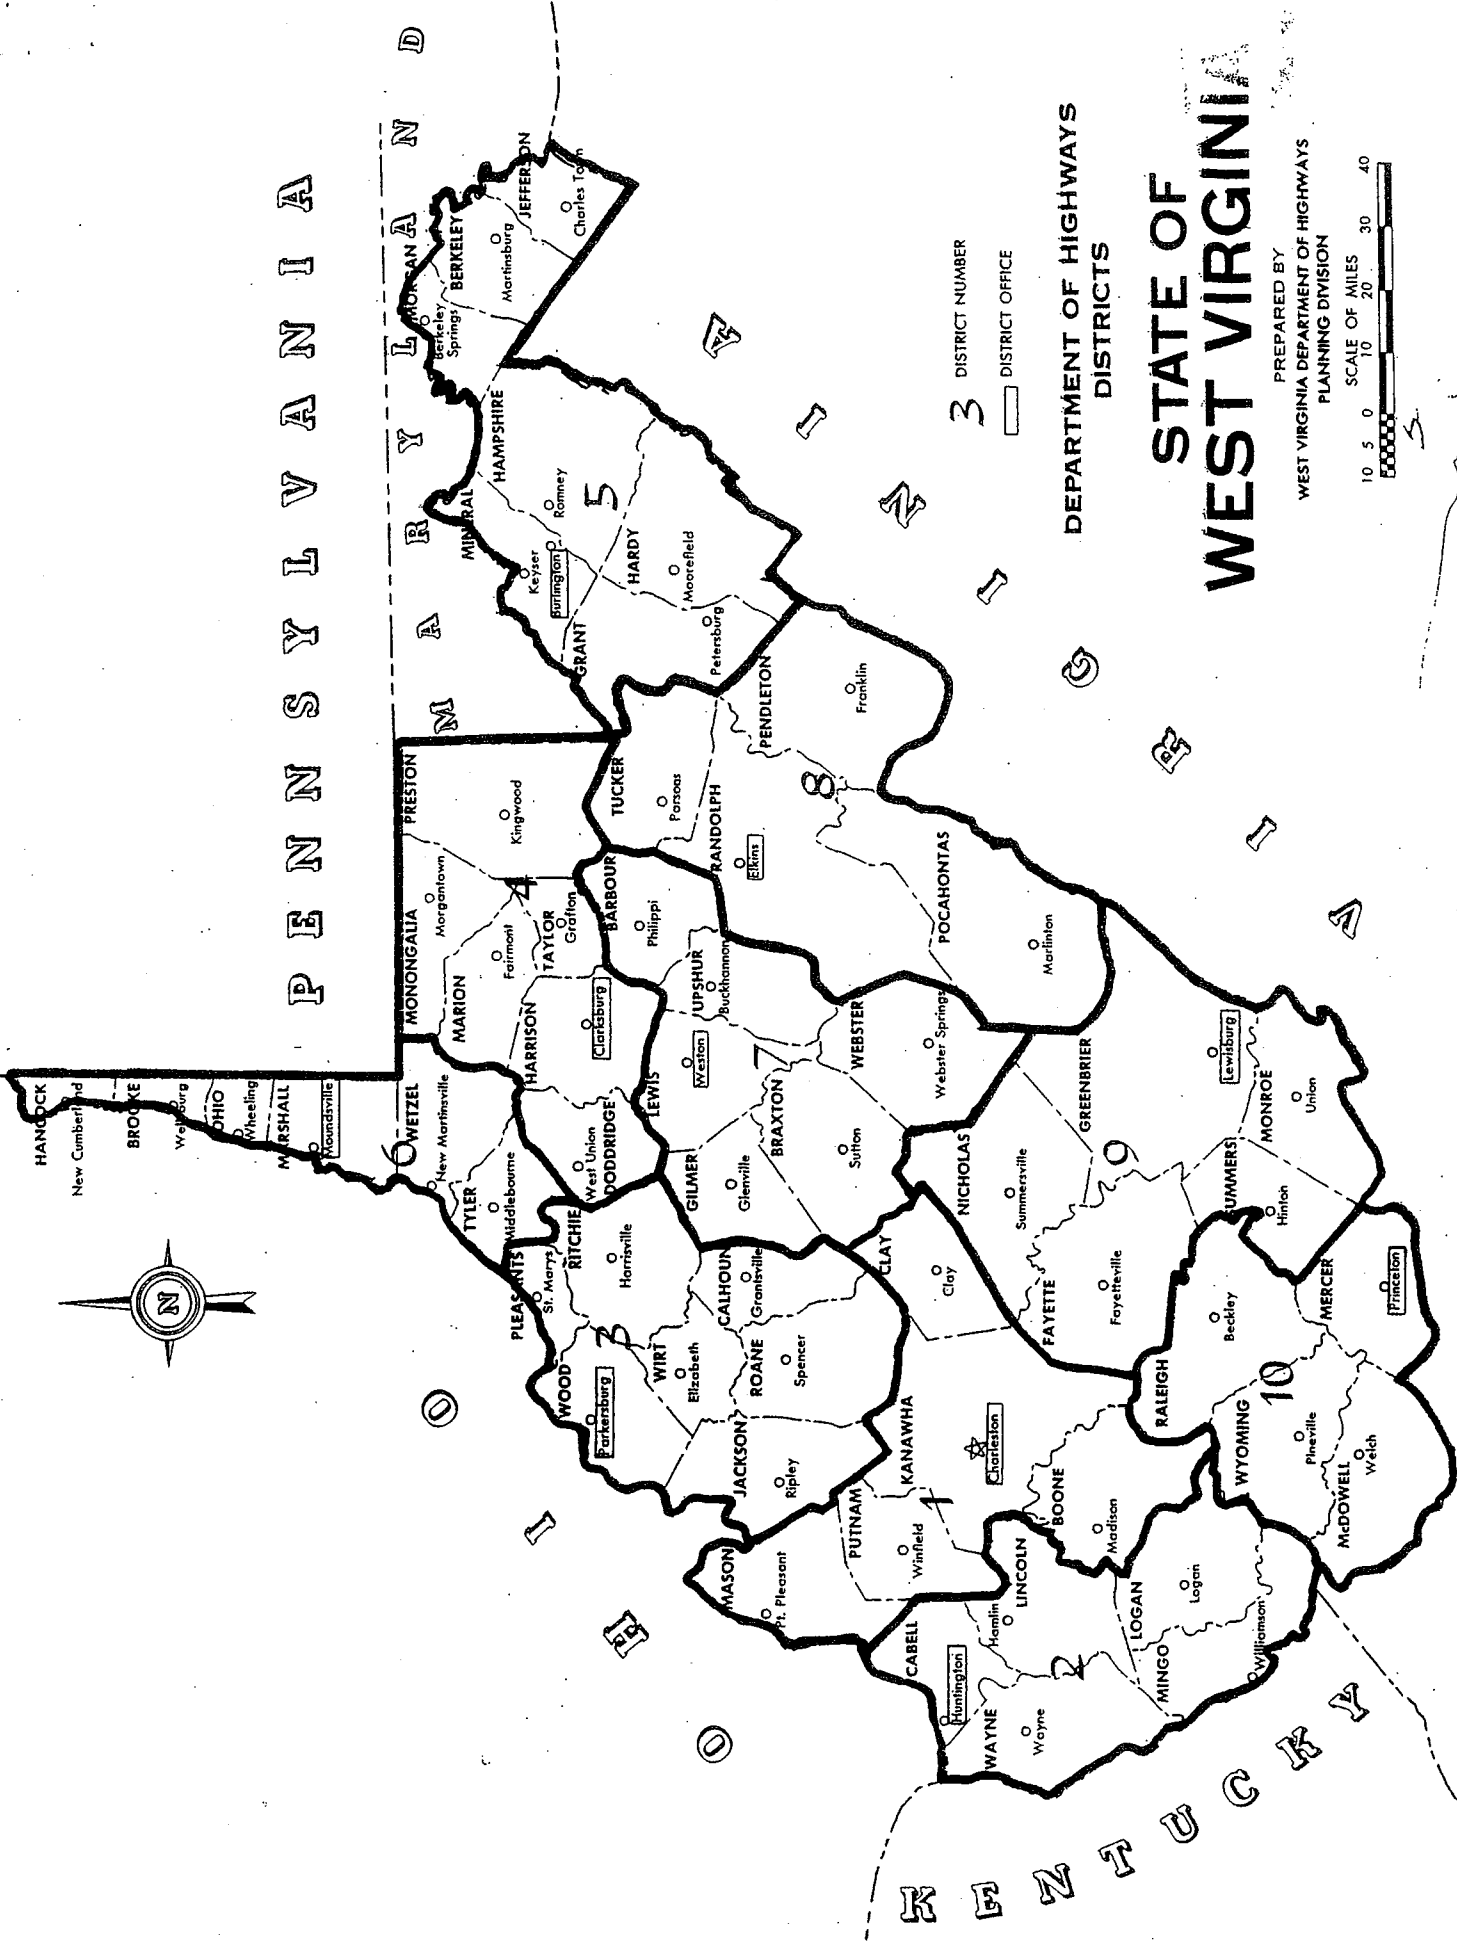 PENNSYLVANIA
MARYLAND
OHIO
KENTUCKY
VIRGINIA
N
HANCOCK
New Cumberland
BROOKE
Wellsburg
OHIO
Wheeling
MARSHALL
Moundsville
6
WETZEL
New Martinsville
TYLER
Middlebourne
MONONGALIA
Morgantown
MARION
Fairmont
PRESTON
Kingwood
4
TAYLOR
Grafton
HARRISON
Clarksburg
DODDRIDGE
West Union
PLEASANTS
St. Marys
RITCHIE
Harrisville
WOOD
Parkersburg
3
WIRT
Elizabeth
CALHOUN
Grantsville
ROANE
Spencer
JACKSON
Ripley
MORGAN
Berkeley
Springs
BERKELEY
Martinsburg
JEFFERSON
Charles Town
HAMPSHIRE
Romney
MINERAL
Keyser
Burlington
5
GRANT
Petersburg
HARDY
Moorefield
TUCKER
Parsons
RANDOLPH
Elkins
PENDLETON
Franklin
8
POCAHONTAS
Marlinton
BARBOUR
Philippi
UPSHUR
Buckhannon
LEWIS
Weston
7
GILMER
Glenville
BRAXTON
Sutton
WEBSTER
Webster Springs
MASON
Pt. Pleasant
PUTNAM
Winfield
1
KANAWHA
Charleston
CLAY
Clay
BOONE
Madison
NICHOLAS
Summersville
GREENBRIER
Lewisburg
9
FAYETTE
Fayetteville
SUMMERS
Hinton
MONROE
Union
CABELL
Huntington
WAYNE
Wayne
2
LINCOLN
Hamlin
LOGAN
Logan
MINGO
Williamson
RALEIGH
Beckley
10
WYOMING
Pineville
McDOWELL
Welch
MERCER
Princeton
3 DISTRICT NUMBER
DISTRICT OFFICE
DEPARTMENT OF HIGHWAYS
DISTRICTS
STATE OF
WEST VIRGINIA
PREPARED BY
WEST VIRGINIA DEPARTMENT OF HIGHWAYS
PLANNING DIVISION
SCALE OF MILES
10 5 0 10 20 30 40